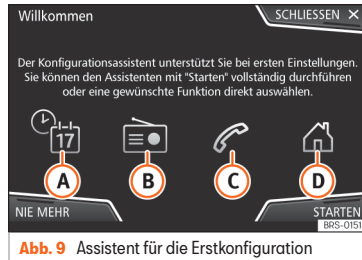 Willkommen
SCHLIESSEN ✕
Der Konfigurationsassistent unterstützt Sie bei ersten Einstellungen.
Sie können den Assistenten mit "Starten" vollständig durchführen
oder eine gewünschte Funktion direkt auswählen.
17
A B C D
NIE MEHR
STARTEN
BRS-0151
Abb. 9 Assistent für die Erstkonfiguration